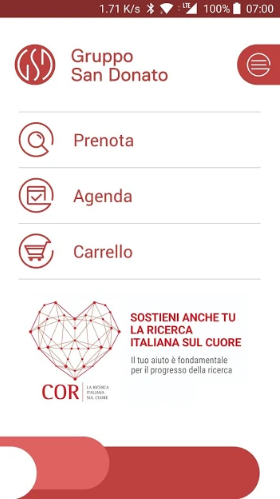 1.71 K/s LTE 100% 07:00
GSD
Gruppo
San Donato
Prenota
Agenda
Carrello
SOSTIENI ANCHE TU
LA RICERCA
ITALIANA SUL CUORE
Il tuo aiuto è fondamentale
per il progresso della ricerca
COR
LA RICERCA
ITALIANA
SUL CUORE